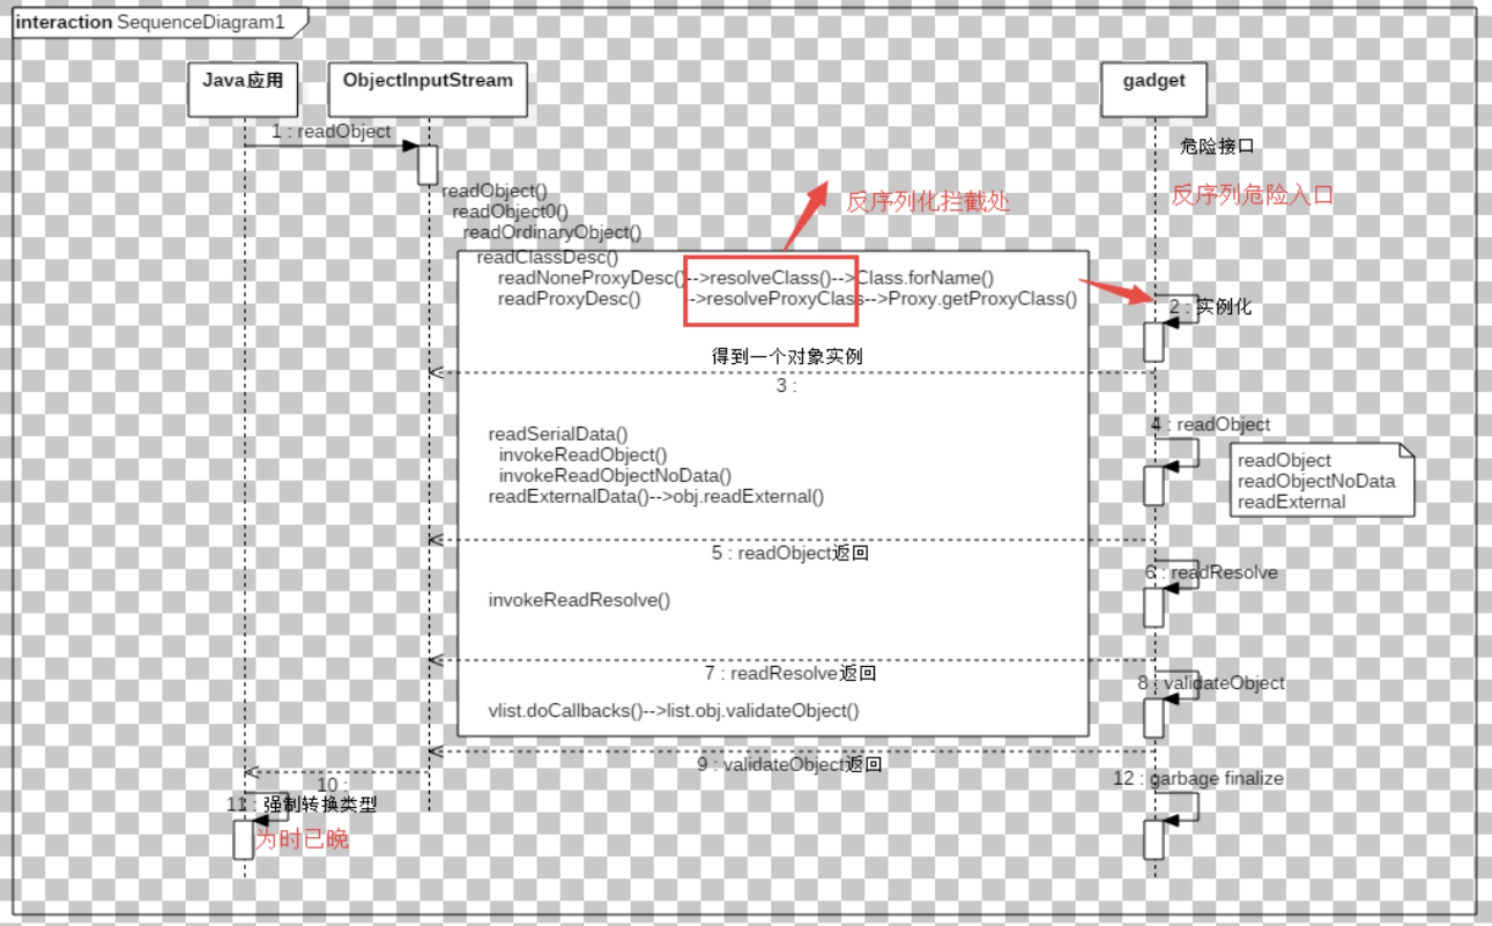 interaction SequenceDiagram1
Java应用
ObjectInputStream
gadget
1 : readObject
危险接口
反序列危险入口
反序列化拦截处
readObject()
readObject0()
readOrdinaryObject()
readClassDesc()
readNoneProxyDesc()-->resolveClass()-->Class.forName()
readProxyDesc() -->resolveProxyClass-->Proxy.getProxyClass()
2 : 实例化
得到一个对象实例
3 :
4 : readObject
readObject
readObjectNoData
readExternal
readSerialData()
invokeReadObject()
invokeReadObjectNoData()
readExternalData()-->obj.readExternal()
5 : readObject返回
6 : readResolve
invokeReadResolve()
7 : readResolve返回
8 : validateObject
vlist.doCallbacks()-->list.obj.validateObject()
9 : validateObject返回
10 :
12 : garbage finalize
11 : 强制转换类型
为时已晚